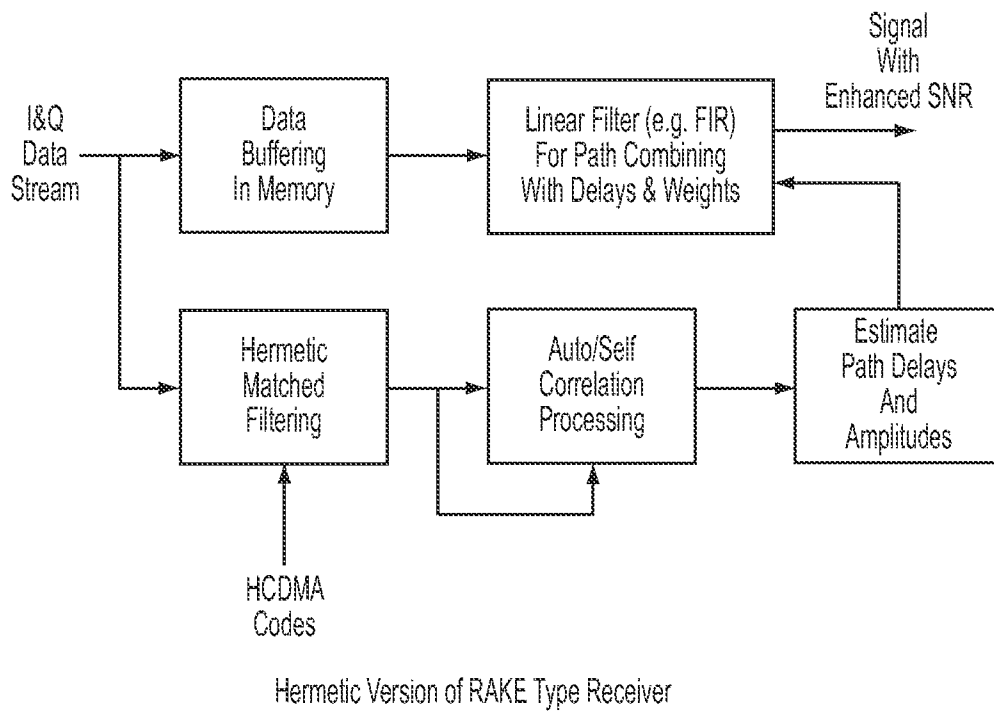 Signal
With
Enhanced SNR
I&Q
Data
Stream
Data
Buffering
In Memory
Linear Filter (e.g. FIR)
For Path Combining
With Delays & Weights
Hermetic
Matched
Filtering
Auto/Self
Correlation
Processing
Estimate
Path Delays
And
Amplitudes
HCDMA
Codes
Hermetic Version of RAKE Type Receiver